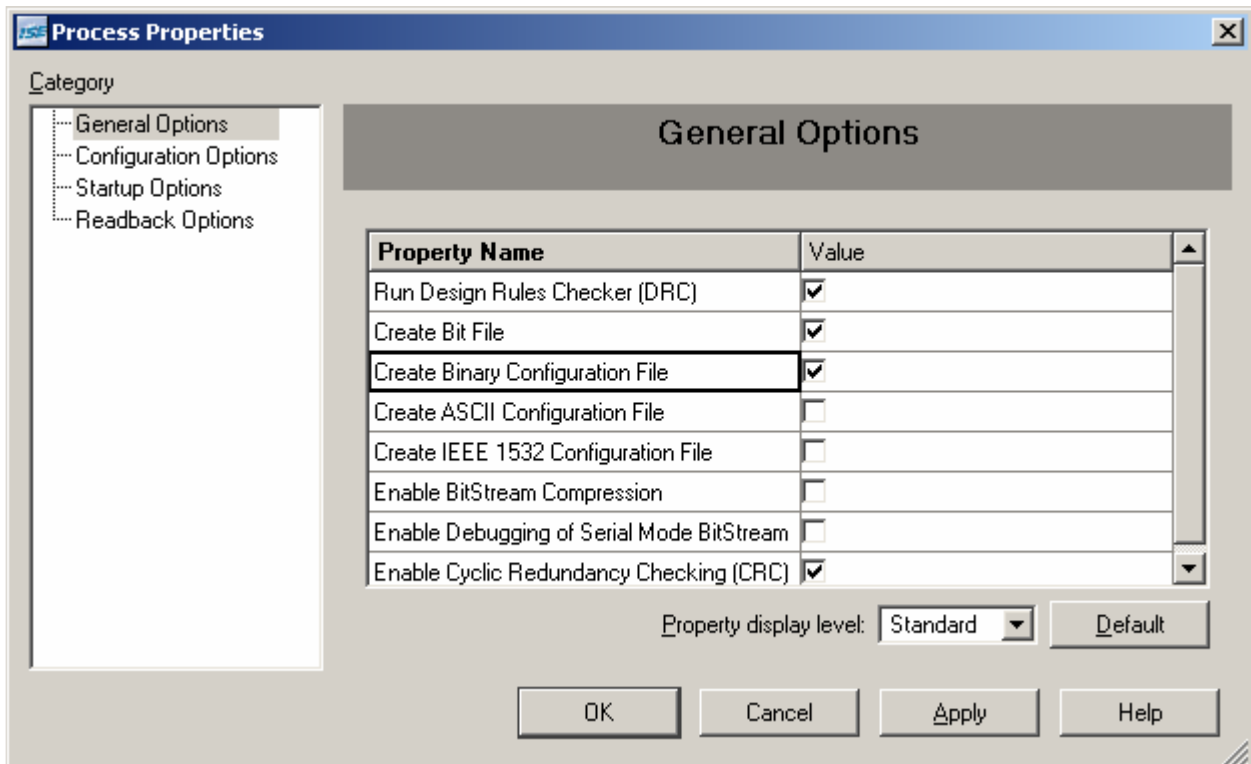 ISE Process Properties
Category
General Options
Configuration Options
Startup Options
Readback Options
General Options
Property Name Value
Run Design Rules Checker (DRC)
Create Bit File
Create Binary Configuration File
Create ASCII Configuration File
Create IEEE 1532 Configuration File
Enable BitStream Compression
Enable Debugging of Serial Mode BitStream
Enable Cyclic Redundancy Checking (CRC)
Property display level: Standard Default
OK Cancel Apply Help